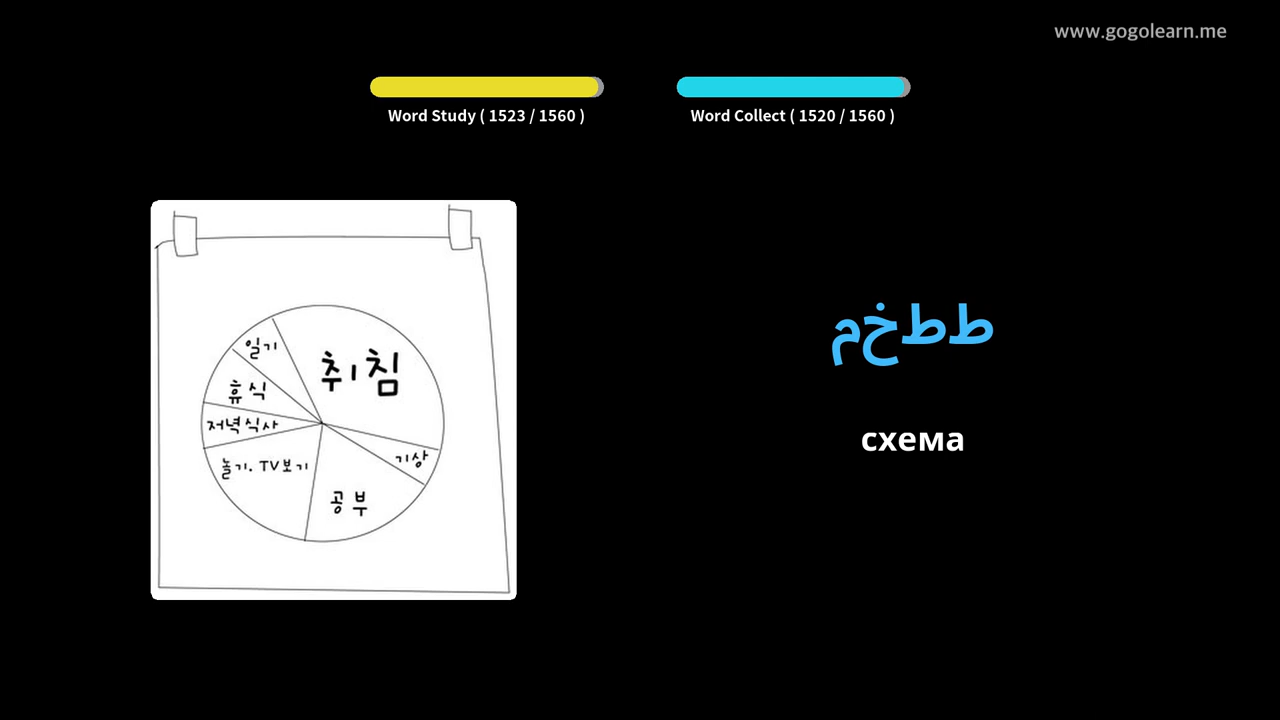 www.gogolearn.me
Word Study ( 1523 / 1560 )
Word Collect ( 1520 / 1560 )
일기
취침
휴식
저녁식사
놀기. TV보기
기상
공부
ططخم
схема